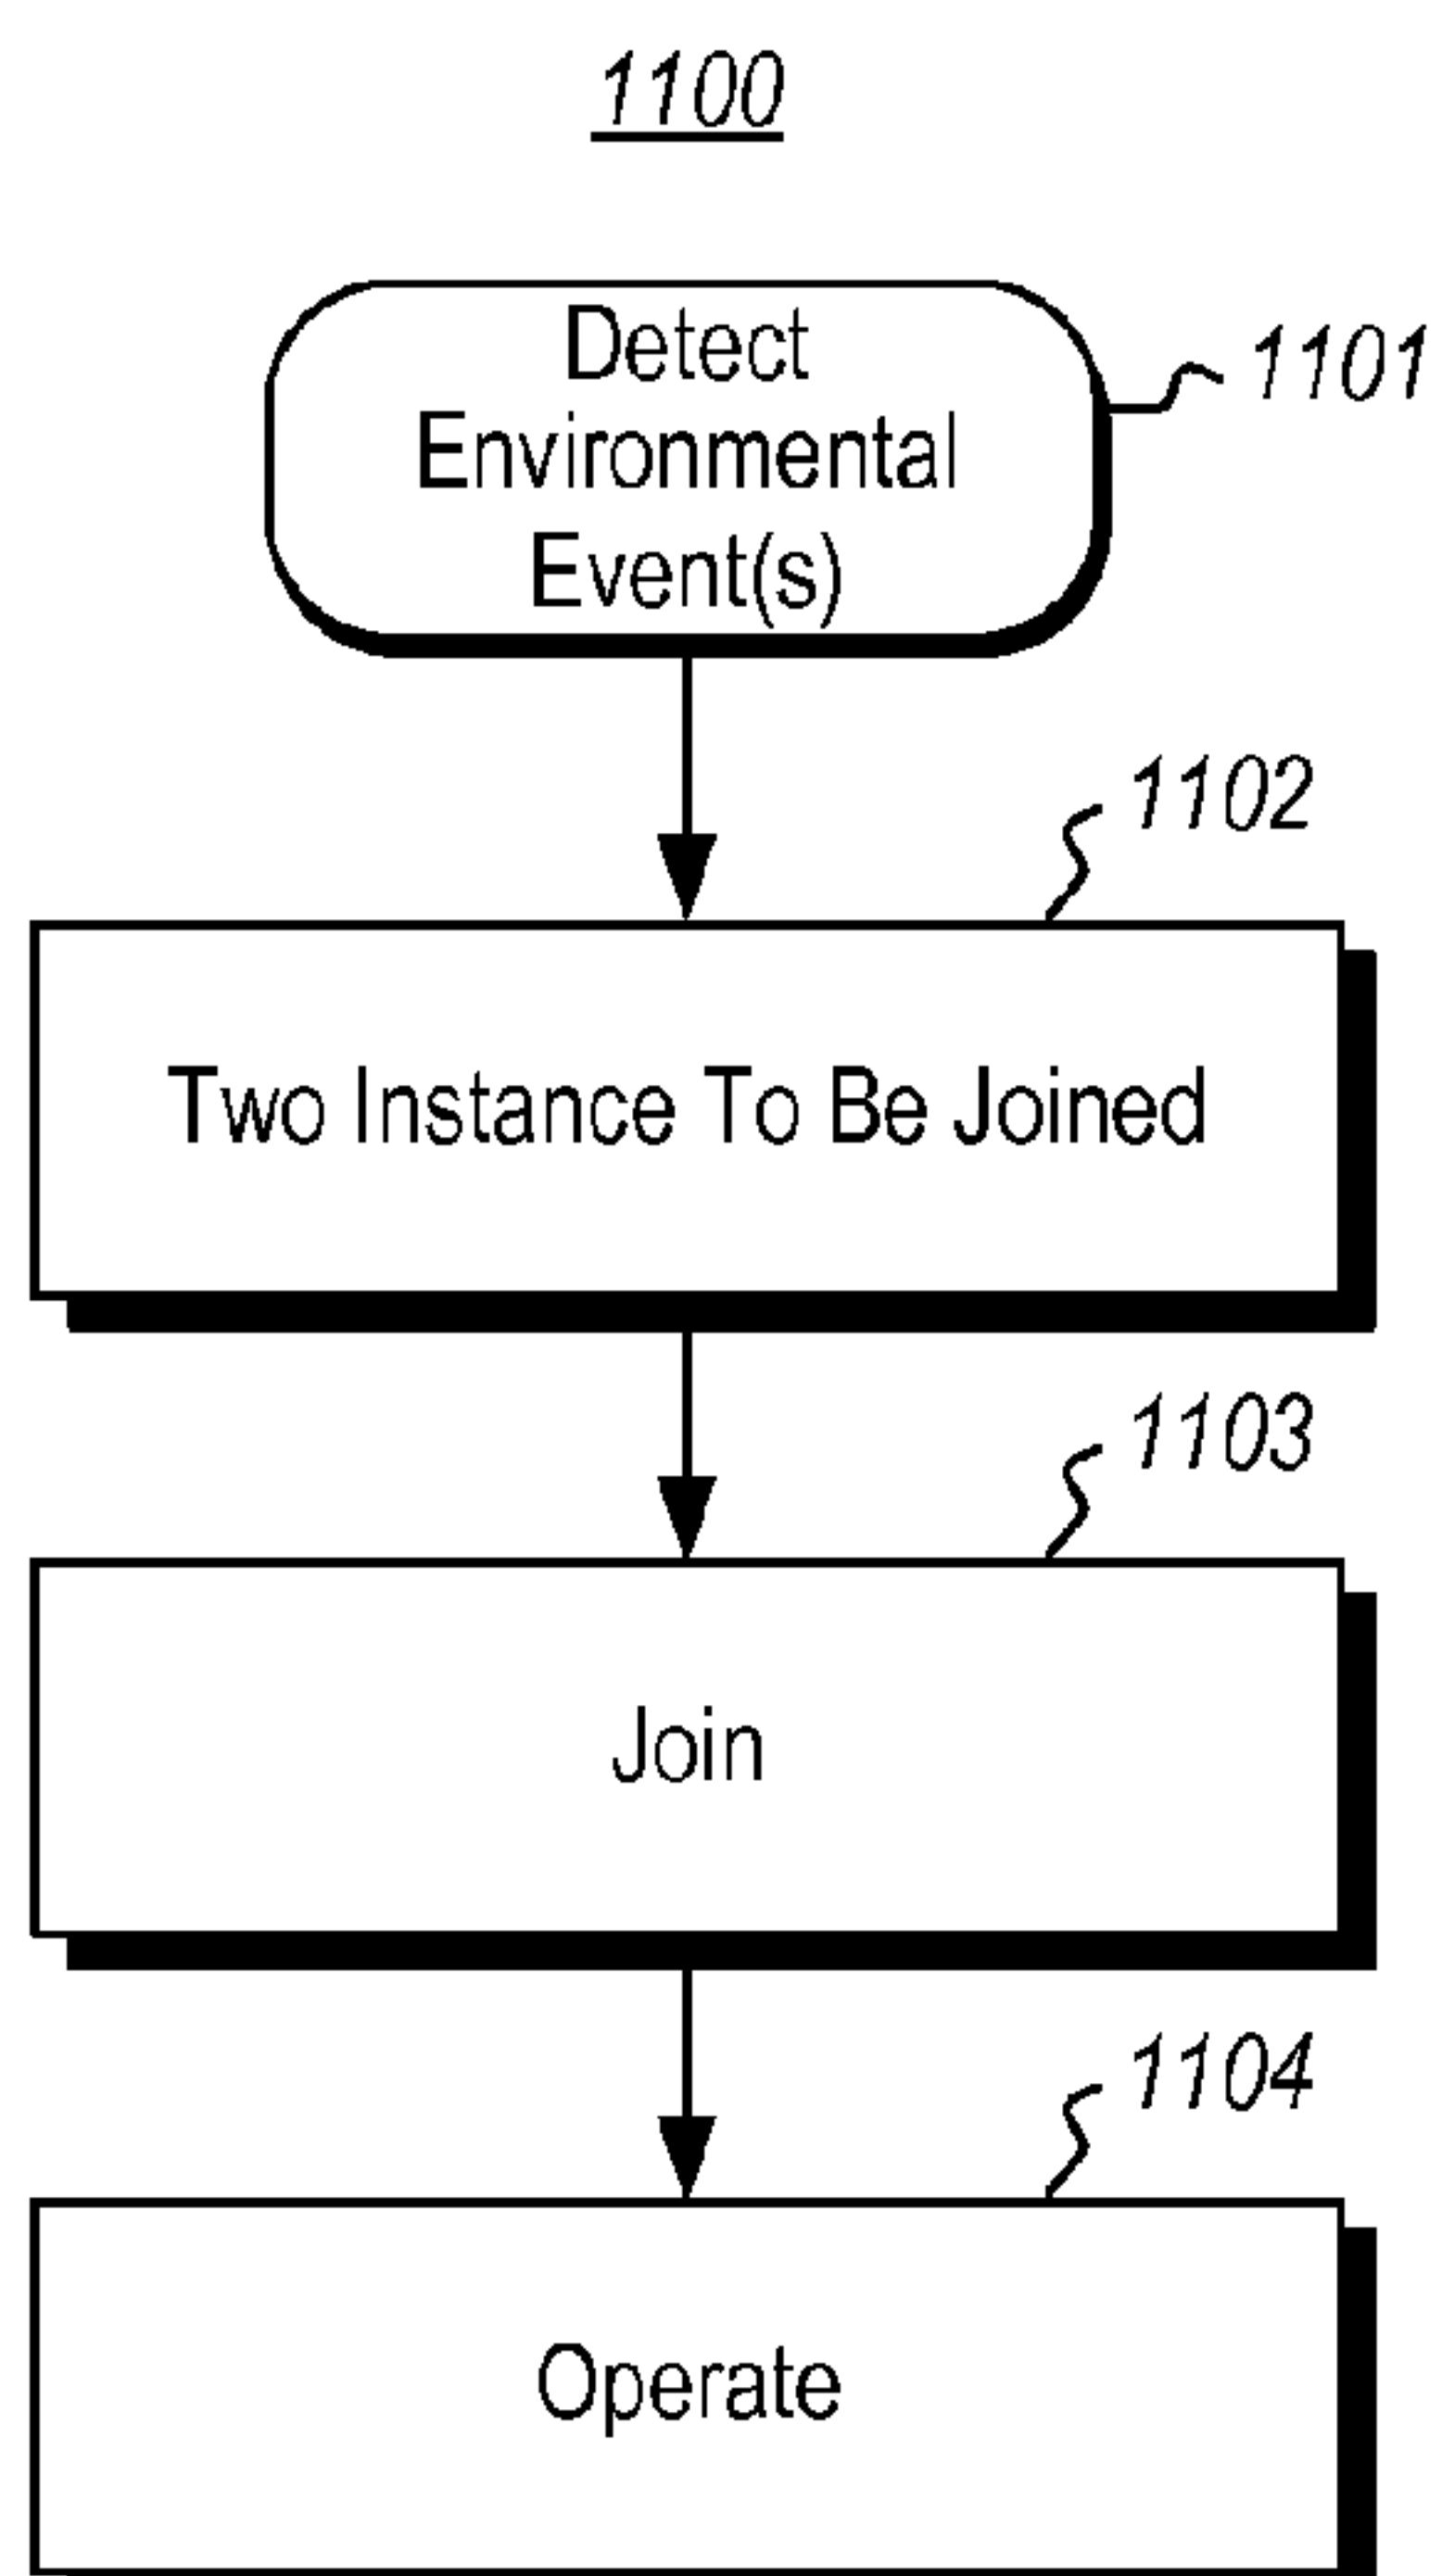 1100
Detect
Environmental
Event(s)
1101
1102
Two Instance To Be Joined
1103
Join
1104
Operate